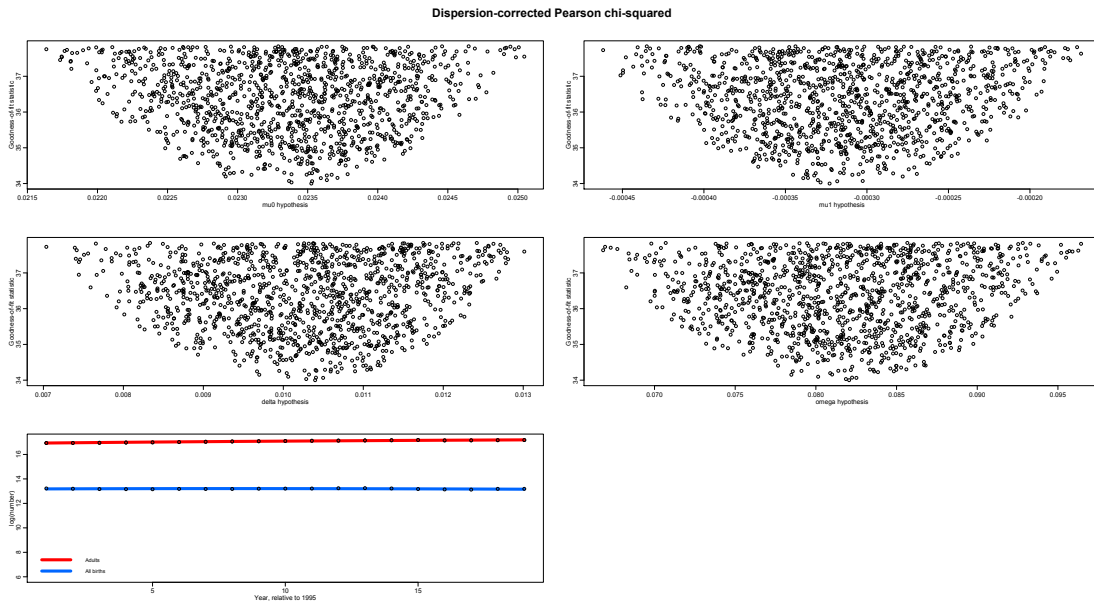 Dispersion-corrected Pearson chi-squared
Goodness-of-fit statistic
34 35 36 37
0.0215 0.0220 0.0225 0.0230 0.0235 0.0240 0.0245 0.0250
mu0 hypothesis
Goodness-of-fit statistic
34 35 36 37
-0.00045 -0.00040 -0.00035 -0.00030 -0.00025 -0.00020
mu1 hypothesis
Goodness-of-fit statistic
34 35 36 37
0.007 0.008 0.009 0.010 0.011 0.012 0.013
delta hypothesis
Goodness-of-fit statistic
34 35 36 37
0.070 0.075 0.080 0.085 0.090 0.095
omega hypothesis
log(number)
6 8 10 12 14 16
Adults
All births
5 10 15
Year, relative to 1995